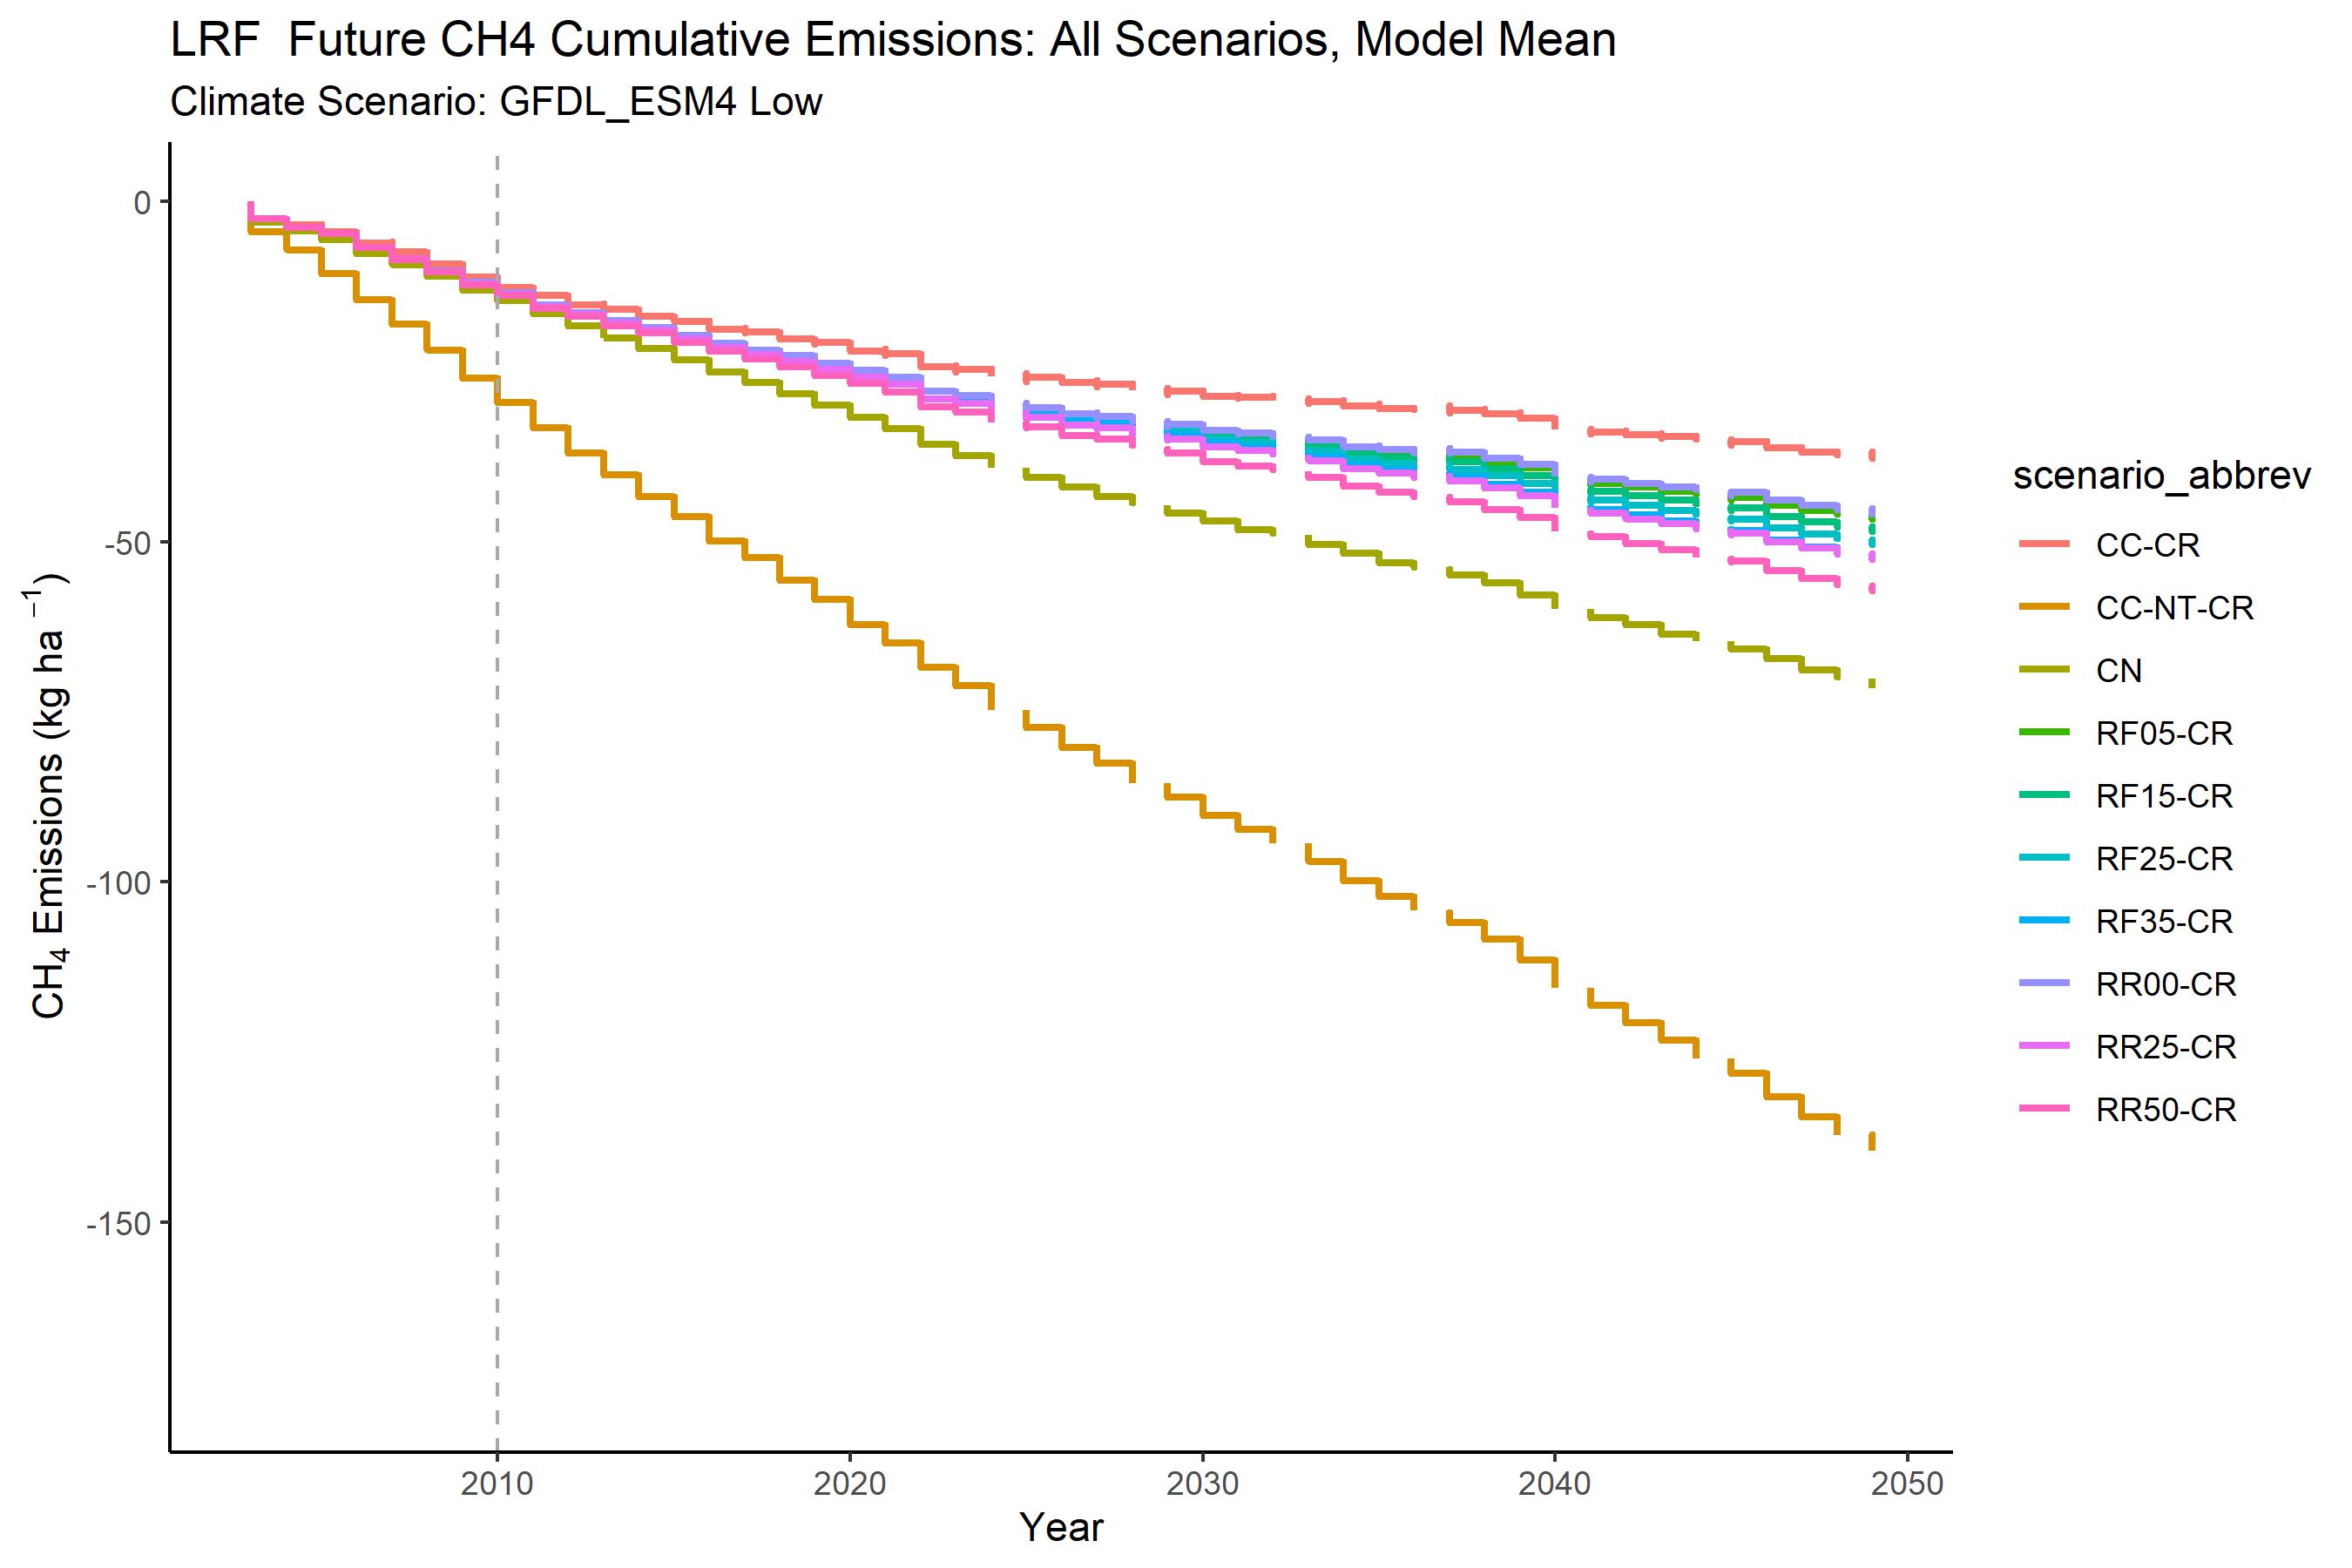 LRF  Future CH4 Cumulative Emissions: All Scenarios, Model Mean
Climate Scenario: GFDL_ESM4 Low
0
-50
-100
-150
CH₄ Emissions (kg ha ⁻¹)
2010
2020
2030
2040
2050
Year
scenario_abbrev
CC-CR
CC-NT-CR
CN
RF05-CR
RF15-CR
RF25-CR
RF35-CR
RR00-CR
RR25-CR
RR50-CR